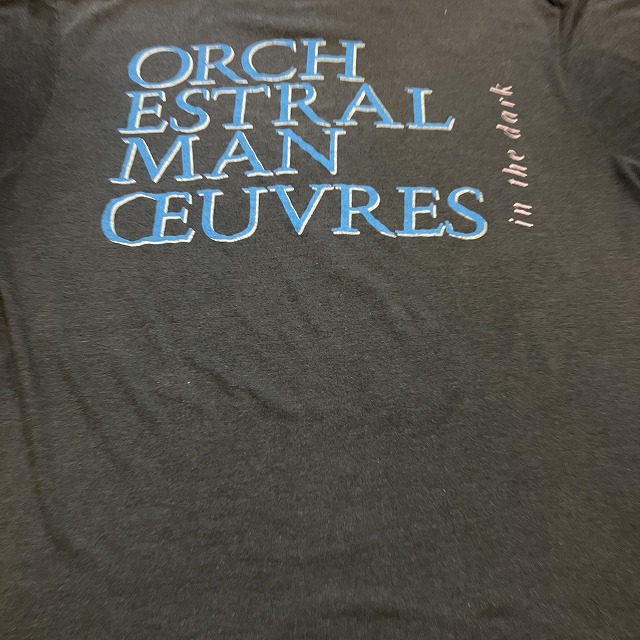 ORCH
ESTRAL
MAN
ŒUVRES
in the dark